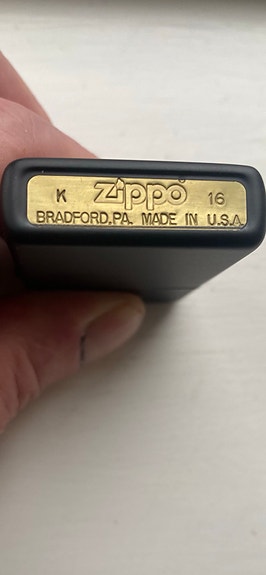 K Zippo® 16
BRADFORD, PA. MADE IN U.S.A.